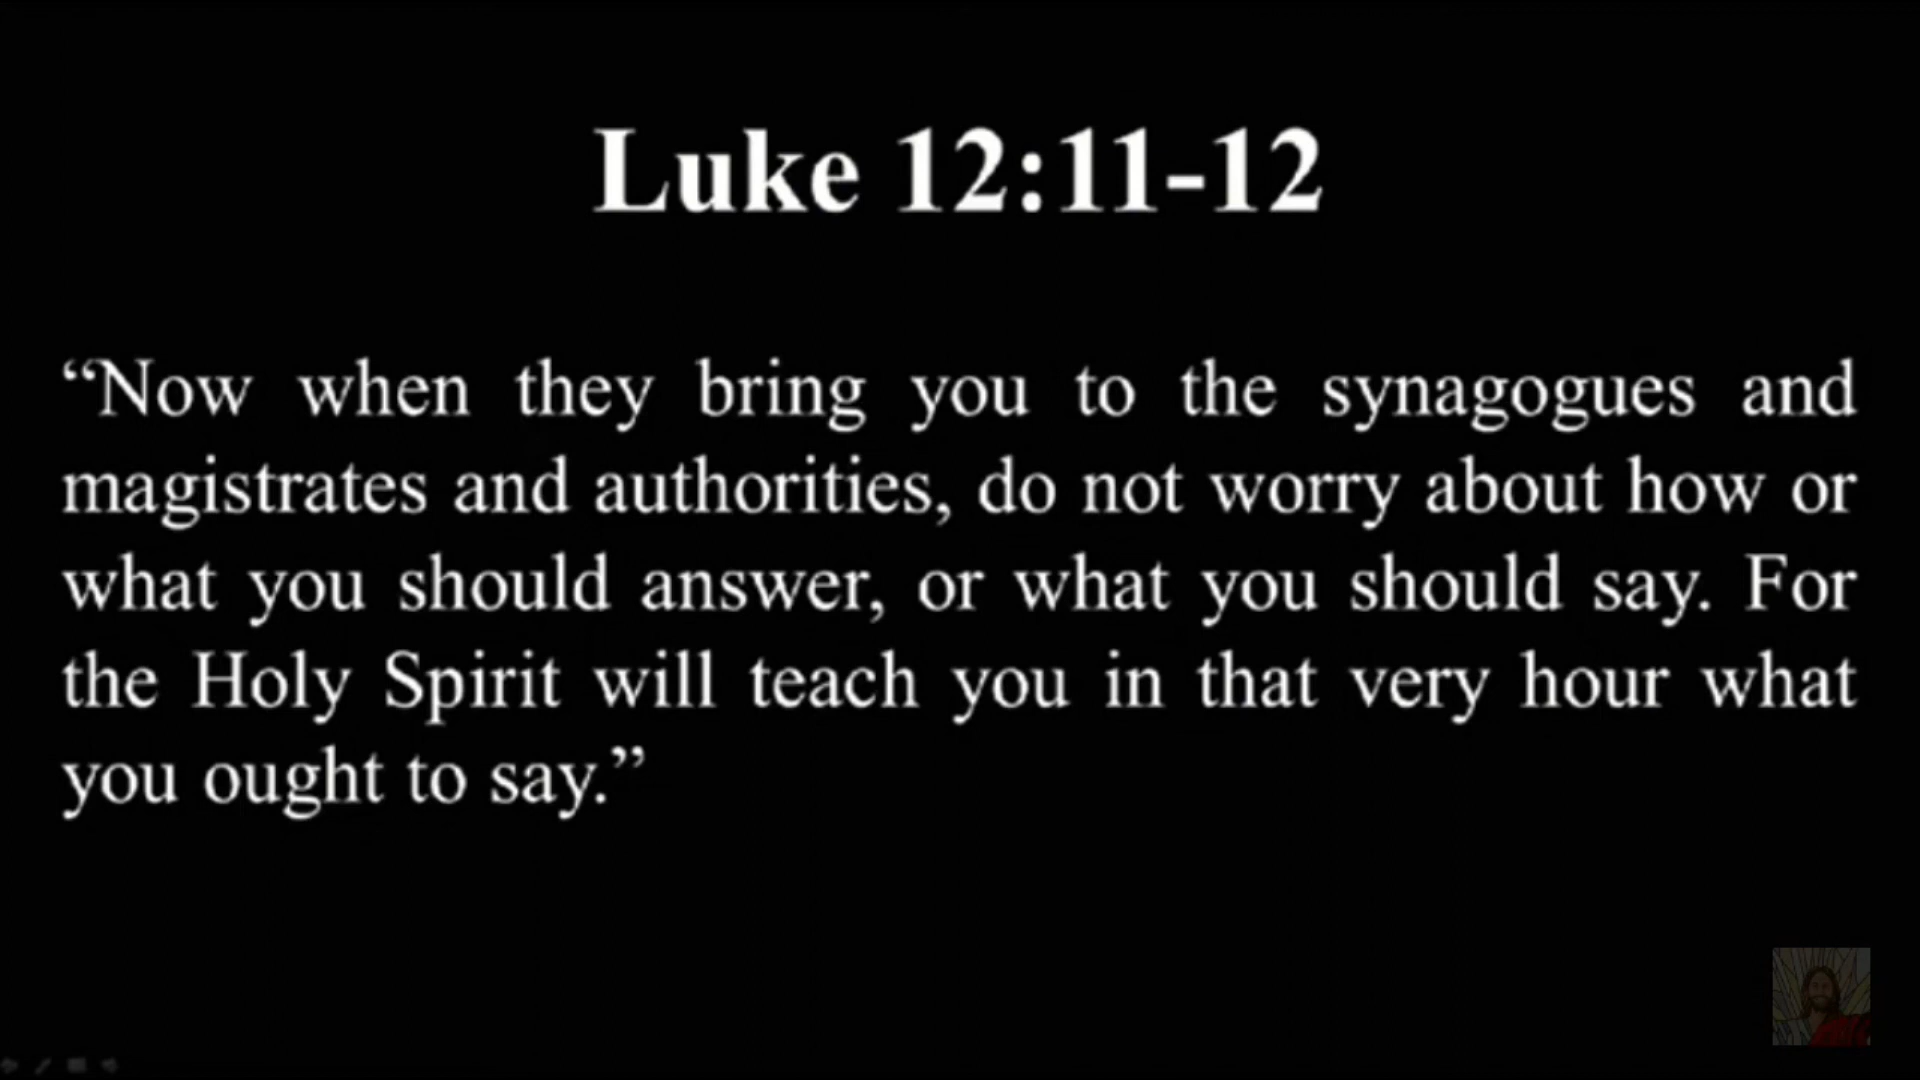 Luke 12:11-12
“Now when they bring you to the synagogues and
magistrates and authorities, do not worry about how or
what you should answer, or what you should say. For
the Holy Spirit will teach you in that very hour what
you ought to say.”